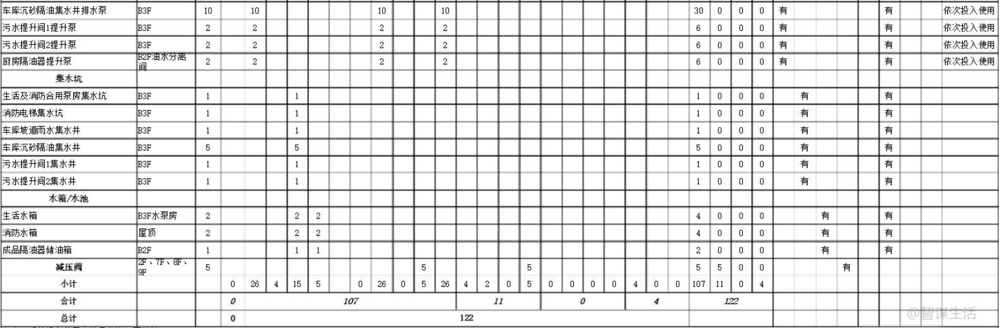 车库沉砂隔油集水井排水泵 B3F 10 10 10 10 30 0 0 0 有 有 依次投入使用
污水提升间1提升泵 B3F 2 2 2 2 6 0 0 0 有 有 依次投入使用
污水提升间2提升泵 B3F 2 2 2 2 6 0 0 0 有 有 依次投入使用
厨房隔油器提升泵 B2F油水分离间 2 2 2 2 6 0 0 0 有 有 依次投入使用
集水坑
生活及消防合用泵房集水坑 B3F 1 1 1 0 0 0 有 有
消防电梯集水坑 B3F 1 1 1 0 0 0 有 有
车库坡道雨水集水井 B3F 1 1 1 0 0 0 有 有
车库沉砂隔油集水井 B3F 5 5 5 0 0 0 有 有
污水提升间1集水井 B3F 1 1 1 0 0 0 有 有
污水提升间2集水井 B3F 1 1 1 0 0 0 有 有
水箱/水池
生活水箱 B3F水泵房 2 2 2 4 0 0 0 有 有
消防水箱 屋顶 2 2 2 4 0 0 0 有 有
成品隔油器储油箱 B2F 1 1 1 2 0 0 0 有 有
减压阀 2F、7F、8F、9F 5 5 5 5 5 0 0 有
小计 0 26 4 15 5 0 26 0 5 26 4 2 0 5 0 0 0 0 4 0 0 107 11 0 4
合计 0 107 11 0 4 122
总计 0 122
@智谋生活